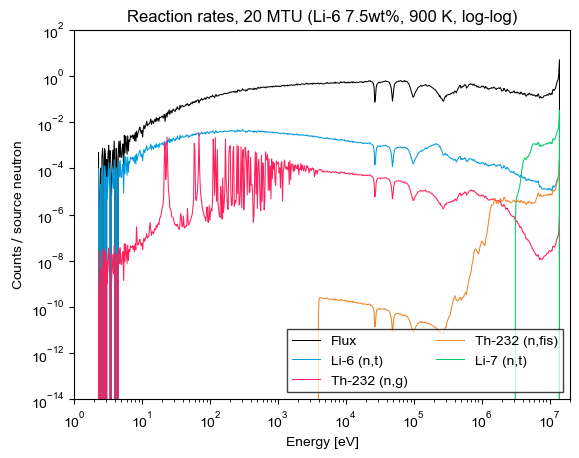 Reaction rates, 20 MTU (Li-6 7.5wt%, 900 K, log-log)
Counts / source neutron
10^2
10^0
10^-2
10^-4
10^-6
10^-8
10^-10
10^-12
10^-14
Flux
Li-6 (n,t)
Th-232 (n,g)
Th-232 (n,fis)
Li-7 (n,t)
10^0 10^1 10^2 10^3 10^4 10^5 10^6 10^7
Energy [eV]